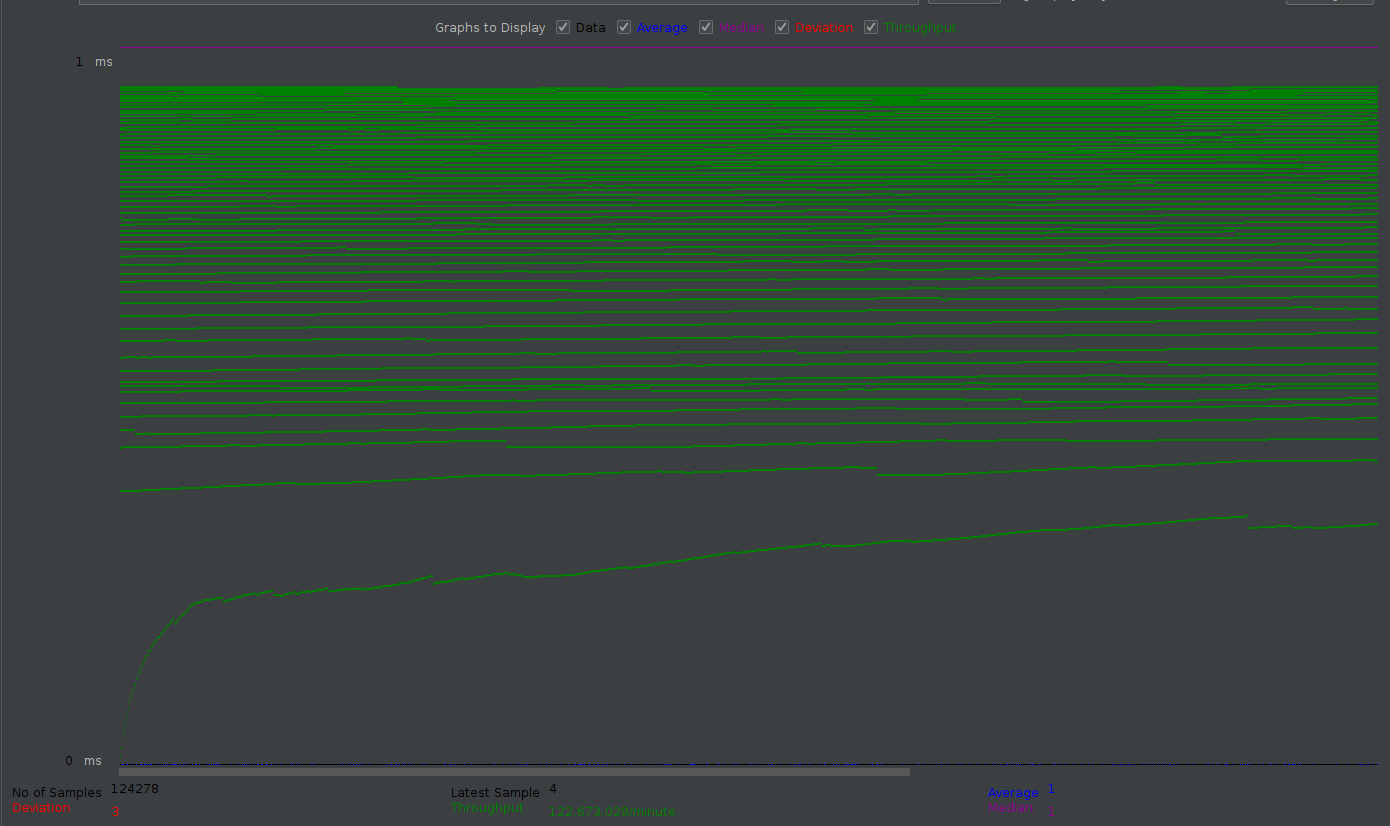 Graphs to Display Data Average Median Deviation Throughput
1 ms
0 ms
No of Samples 124278 Latest Sample 4 Average 1
Deviation 3 Throughput 122,673.028/minute Median